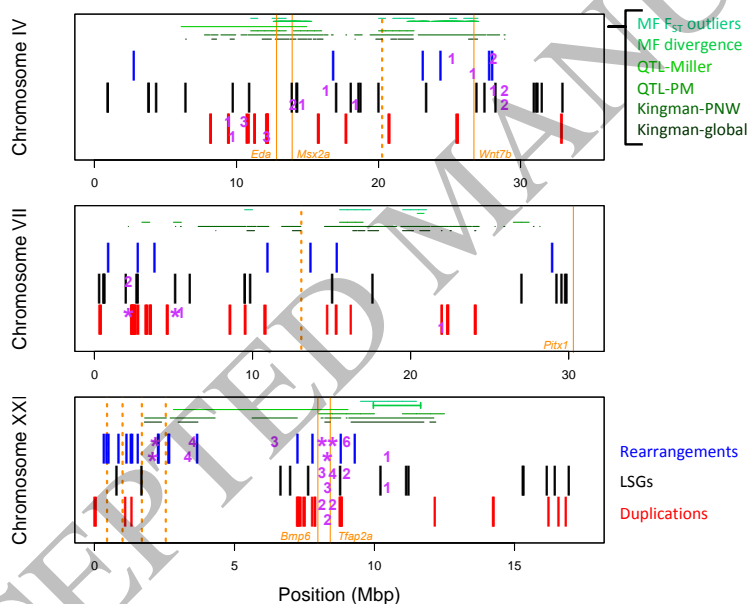 Chromosome IV
2
1
1
1
2
2 1
1
2
1
3
1
3
Eda
Msx2a
Wnt7b
0
10
20
30
MF FST outliers
MF divergence
QTL-Miller
QTL-PM
Kingman-PNW
Kingman-global
Chromosome VII
2
*
*1
1
Pitx1
0
10
20
30
Chromosome XXI
* 4 3 * * 6 1
* 4 *
3 4 2
3 1
2 2
2
Bmp6
Tfap2a
0
5
10
15
Position (Mbp)
Rearrangements
LSGs
Duplications
ACCEPTED MANU